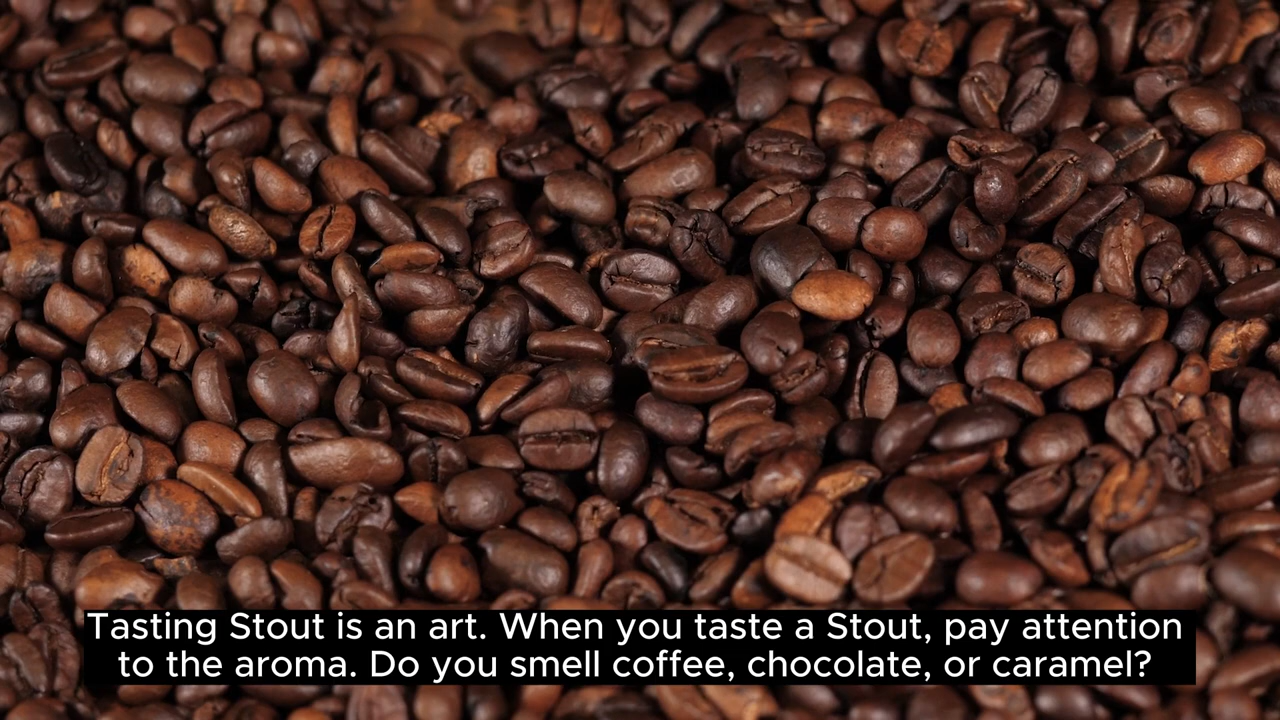 Tasting Stout is an art. When you taste a Stout, pay attention
to the aroma. Do you smell coffee, chocolate, or caramel?